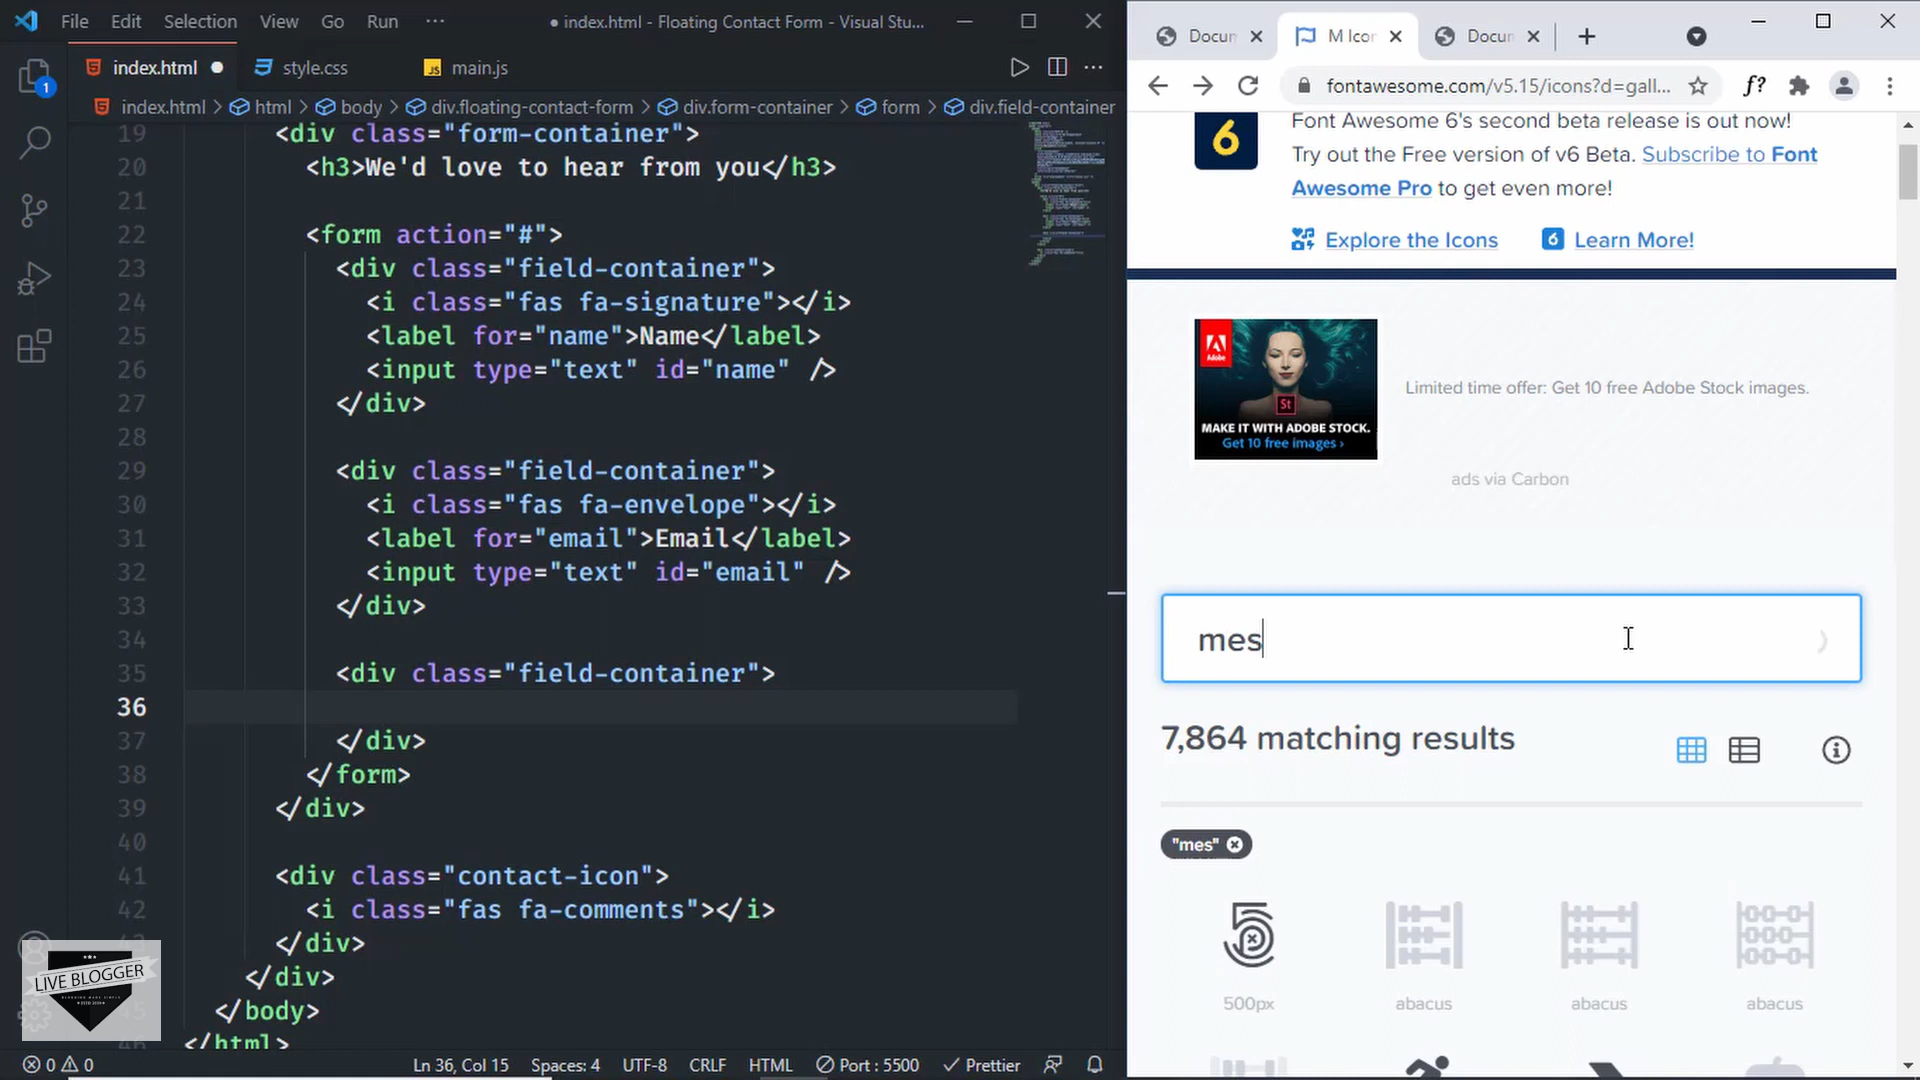 File Edit Selection View Go Run ···
● index.html - Floating Contact Form - Visual Stu...
index.html ●
style.css
main.js
index.html > html > body > div.floating-contact-form > div.form-container > form > div.field-container
19 <div class="form-container">
20 <h3>We'd love to hear from you</h3>
21
22 <form action="#">
23 <div class="field-container">
24 <i class="fas fa-signature"></i>
25 <label for="name">Name</label>
26 <input type="text" id="name" />
27 </div>
28
29 <div class="field-container">
30 <i class="fas fa-envelope"></i>
31 <label for="email">Email</label>
32 <input type="text" id="email" />
33 </div>
34
35 <div class="field-container">
36
37 </div>
38 </form>
39 </div>
40
41 <div class="contact-icon">
42 <i class="fas fa-comments"></i>
</div>
</div>
</body>
</html>
1
LIVE BLOGGER
0 0
Ln 36, Col 15 Spaces: 4 UTF-8 CRLF HTML Port : 5500 Prettier
Docum
M Icon
Docum
fontawesome.com/v5.15/icons?d=gall...
f?
6
Font Awesome 6's second beta release is out now!
Try out the Free version of v6 Beta. Subscribe to Font
Awesome Pro to get even more!
Explore the Icons
6 Learn More!
Adobe
St
MAKE IT WITH ADOBE STOCK.
Get 10 free images ›
Limited time offer: Get 10 free Adobe Stock images.
ads via Carbon
mes
7,864 matching results
"mes"
500px
abacus
abacus
abacus